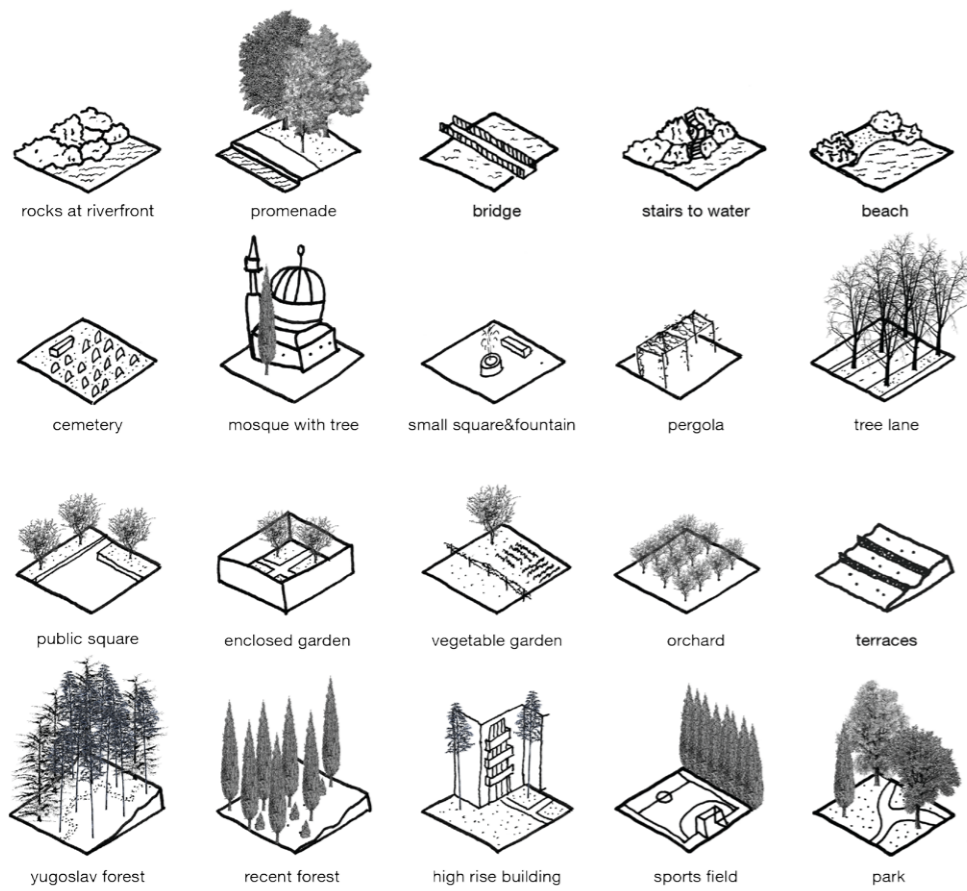 rocks at riverfront
promenade
bridge
stairs to water
beach
cemetery
mosque with tree
small square&fountain
pergola
tree lane
public square
enclosed garden
vegetable garden
orchard
terraces
yugoslav forest
recent forest
high rise building
sports field
park